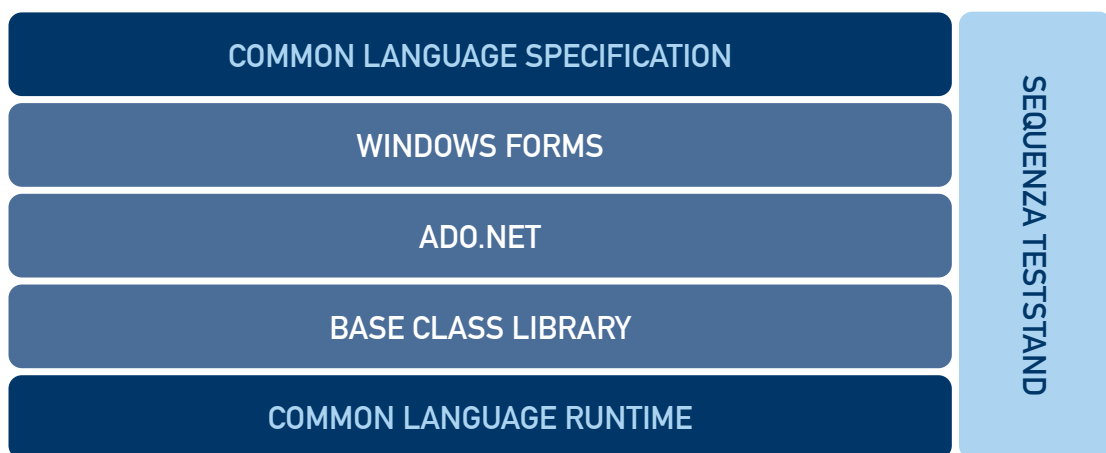 COMMON LANGUAGE SPECIFICATION
WINDOWS FORMS
ADO.NET
BASE CLASS LIBRARY
COMMON LANGUAGE RUNTIME
SEQUENZA TESTSTAND